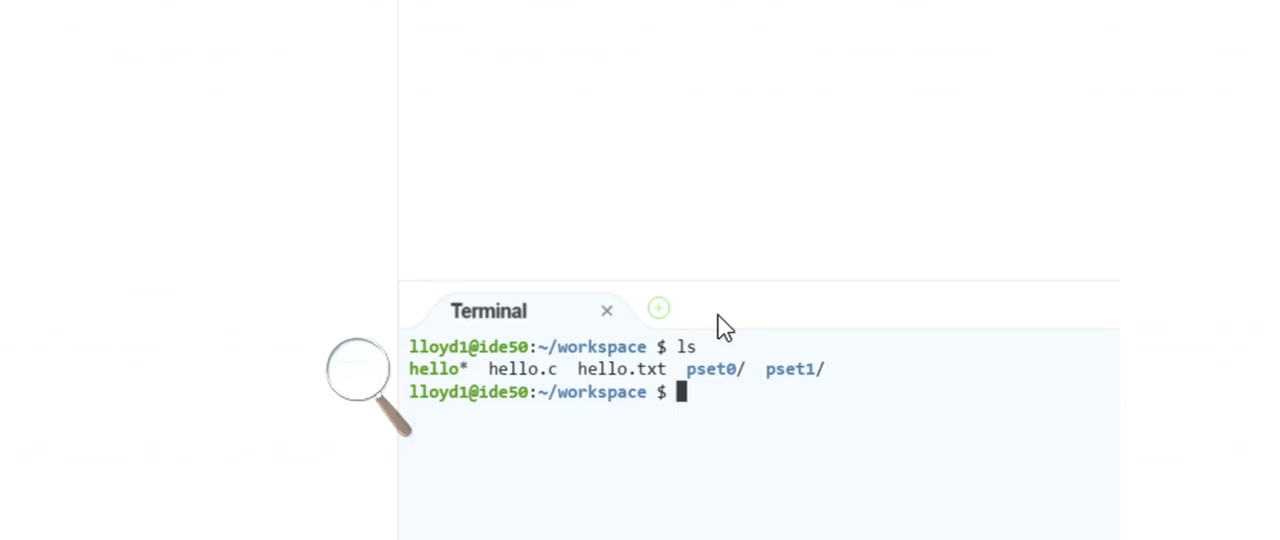 Terminal
lloyd1@ide50:~/workspace $ ls
hello*  hello.c  hello.txt  pset0/  pset1/
lloyd1@ide50:~/workspace $